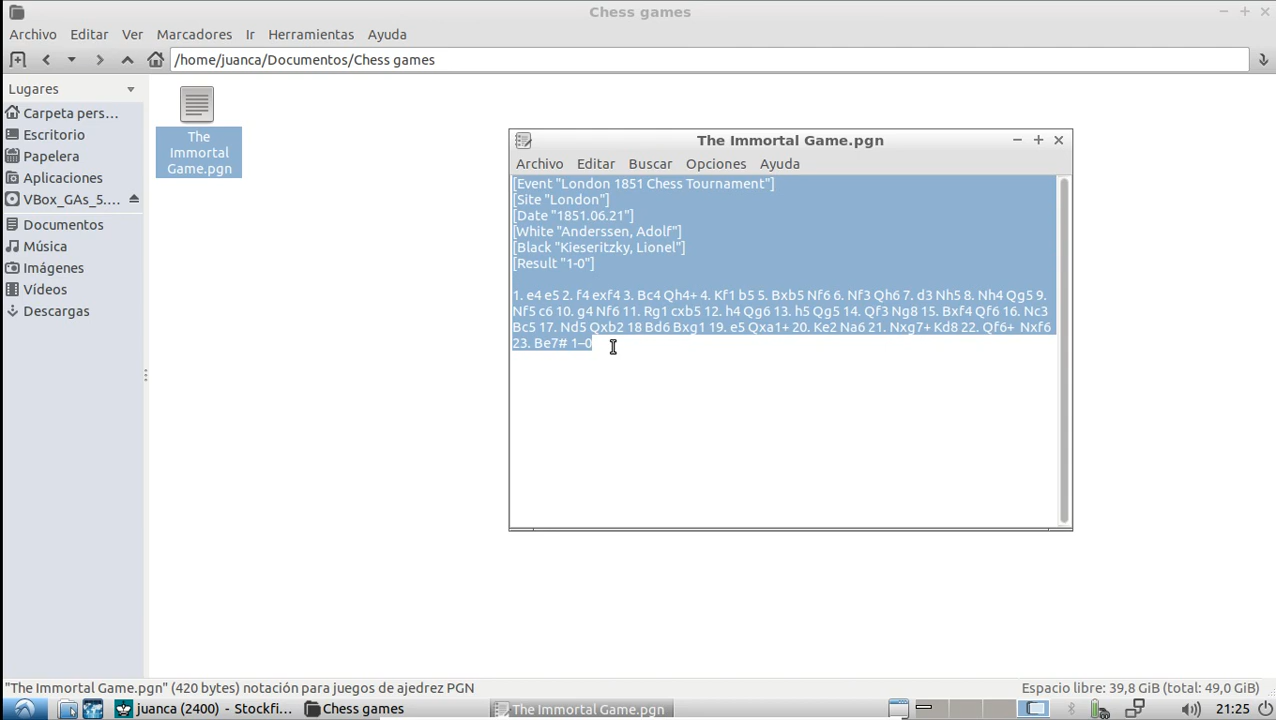 Chess games
Archivo Editar Ver Marcadores Ir Herramientas Ayuda
/home/juanca/Documentos/Chess games
Lugares
Carpeta pers...
Escritorio
Papelera
Aplicaciones
VBox_GAs_5....
Documentos
Música
Imágenes
Vídeos
Descargas
The
Immortal
Game.pgn
The Immortal Game.pgn
Archivo Editar Buscar Opciones Ayuda
[Event "London 1851 Chess Tournament"]
[Site "London"]
[Date "1851.06.21"]
[White "Anderssen, Adolf"]
[Black "Kieseritzky, Lionel"]
[Result "1-0"]
1. e4 e5 2. f4 exf4 3. Bc4 Qh4+ 4. Kf1 b5 5. Bxb5 Nf6 6. Nf3 Qh6 7. d3 Nh5 8. Nh4 Qg5 9.
Nf5 c6 10. g4 Nf6 11. Rg1 cxb5 12. h4 Qg6 13. h5 Qg5 14. Qf3 Ng8 15. Bxf4 Qf6 16. Nc3
Bc5 17. Nd5 Qxb2 18 Bd6 Bxg1 19. e5 Qxa1+ 20. Ke2 Na6 21. Nxg7+ Kd8 22. Qf6+ Nxf6
23. Be7# 1–0
"The Immortal Game.pgn" (420 bytes) notación para juegos de ajedrez PGN
Espacio libre: 39,8 GiB (total: 49,0GiB)
juanca (2400) - Stockfi...
Chess games
The Immortal Game.pgn
21:25